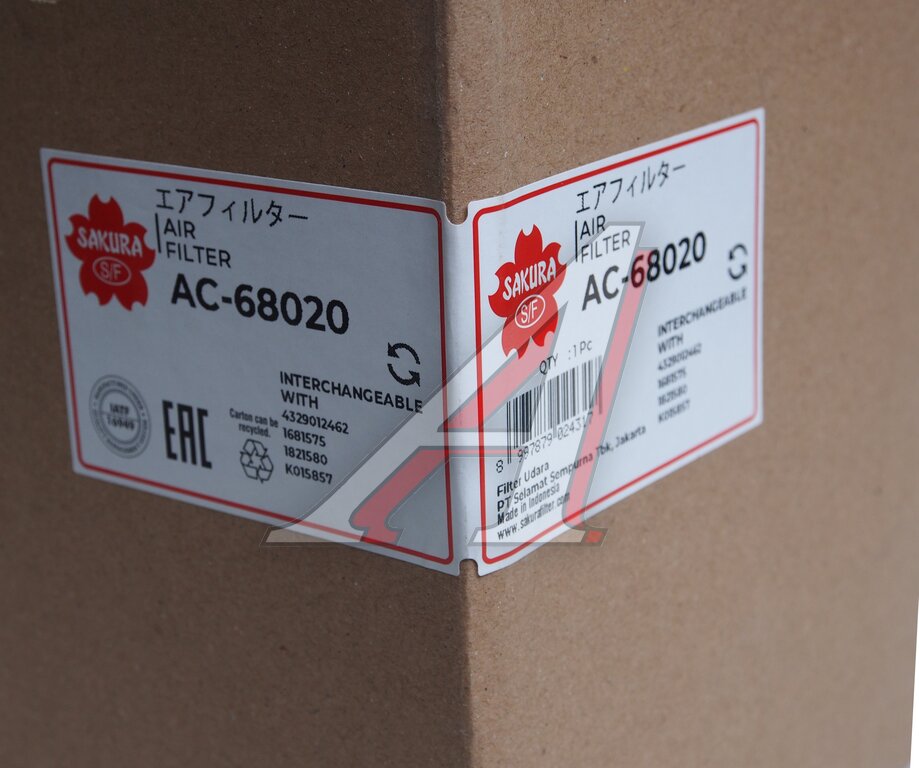 エアフィルター
AIR
FILTER
SAKURA
S/F
AC-68020
INTERCHANGEABLE
WITH
4329012462
1681575
1821580
K015857
IATF
16949
EAC
Carton can be
recycled.
エアフィルター
AIR
FILTER
SAKURA
S/F
AC-68020
QTY : 1 Pc
INTERCHANGEABLE
WITH
4329012462
1681575
1821580
K015857
Filter Udara
PT Selamat Sempurna Tbk, Jakarta
Made in Indonesia
www.sakurafilter.com